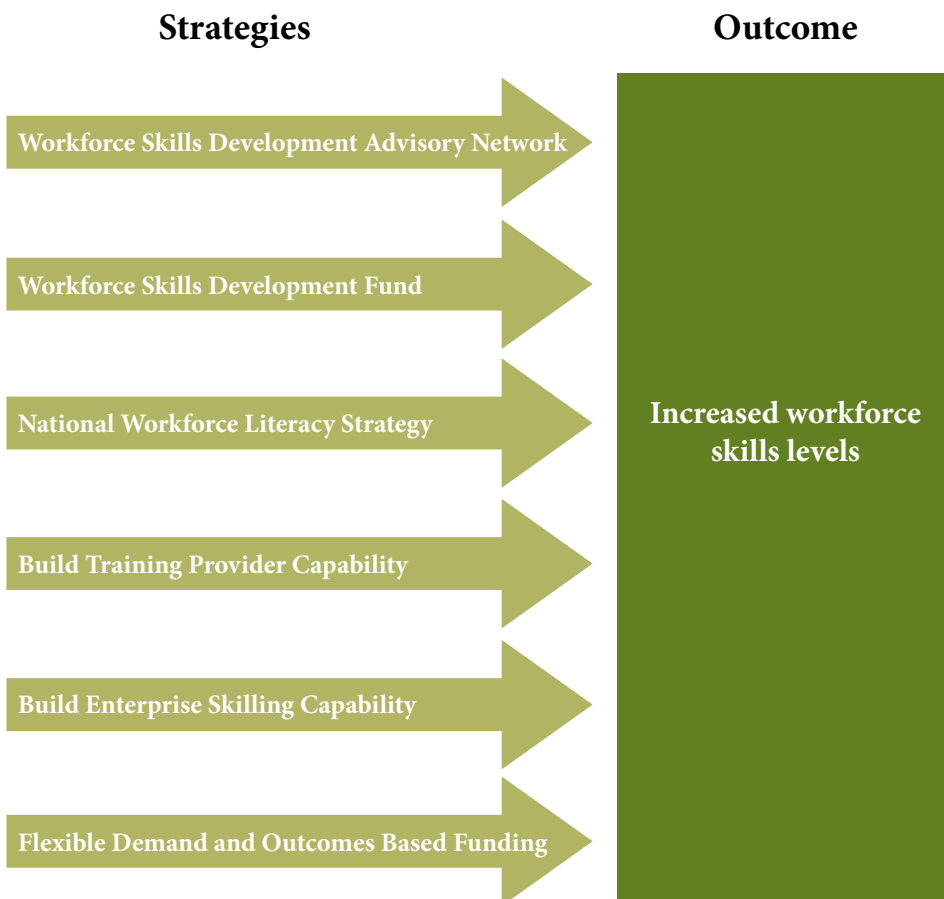 Strategies
Outcome
Workforce Skills Development Advisory Network
Workforce Skills Development Fund
National Workforce Literacy Strategy
Increased workforce
skills levels
Build Training Provider Capability
Build Enterprise Skilling Capability
Flexible Demand and Outcomes Based Funding